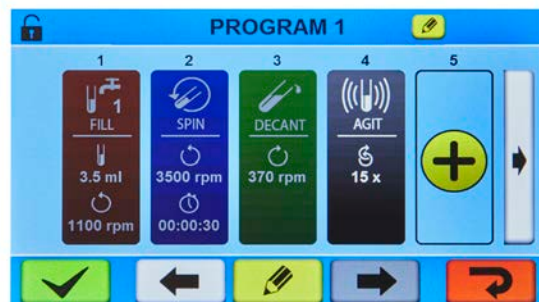 PROGRAM 1
1
2
3
4
5
1
FILL
3.5 ml
1100 rpm
SPIN
3500 rpm
00:00:30
DECANT
370 rpm
AGIT
15 x